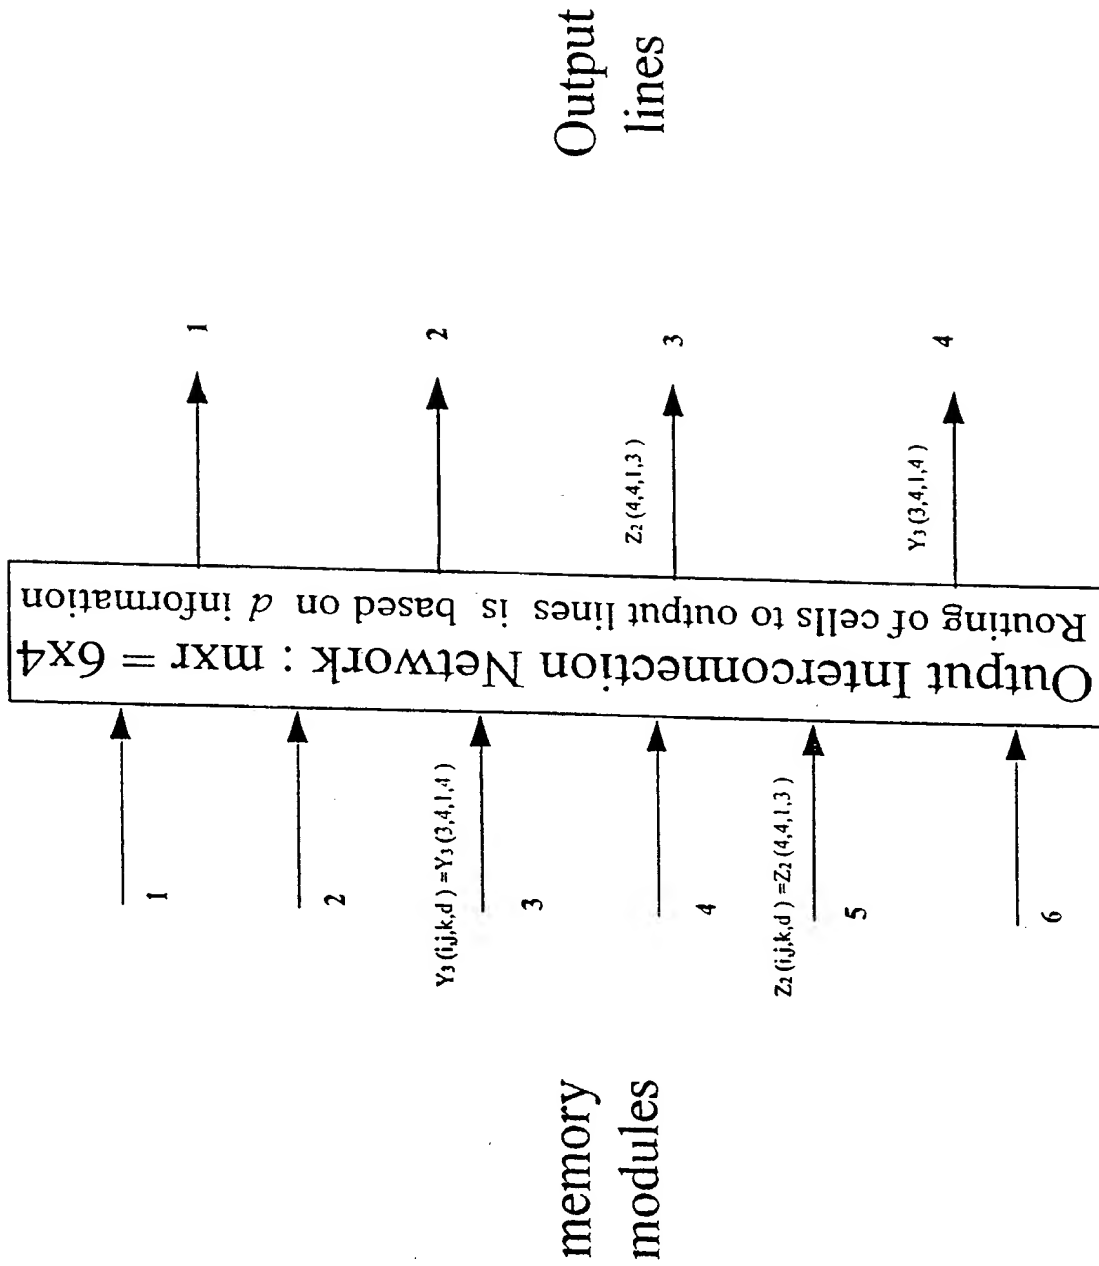 memory
modules
1
2
Y3 (i,j,k,d ) =Y3 (3,4,1,4)
3
4
Z2 (i,j,k,d ) =Z2 (4,4,1,3 )
5
6
Output Interconnection Network : mxr = 6x4
Routing of cells to output lines is based on d information
1
2
Z2 (4,4,1,3 )
3
Y3 (3,4,1,4 )
4
Output
lines